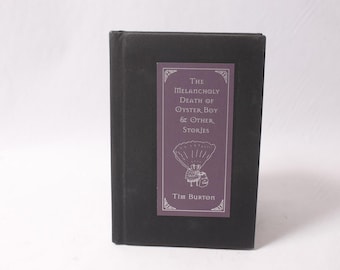 The
Melancholy
Death of
Oyster Boy
& Other
Stories
Tim Burton